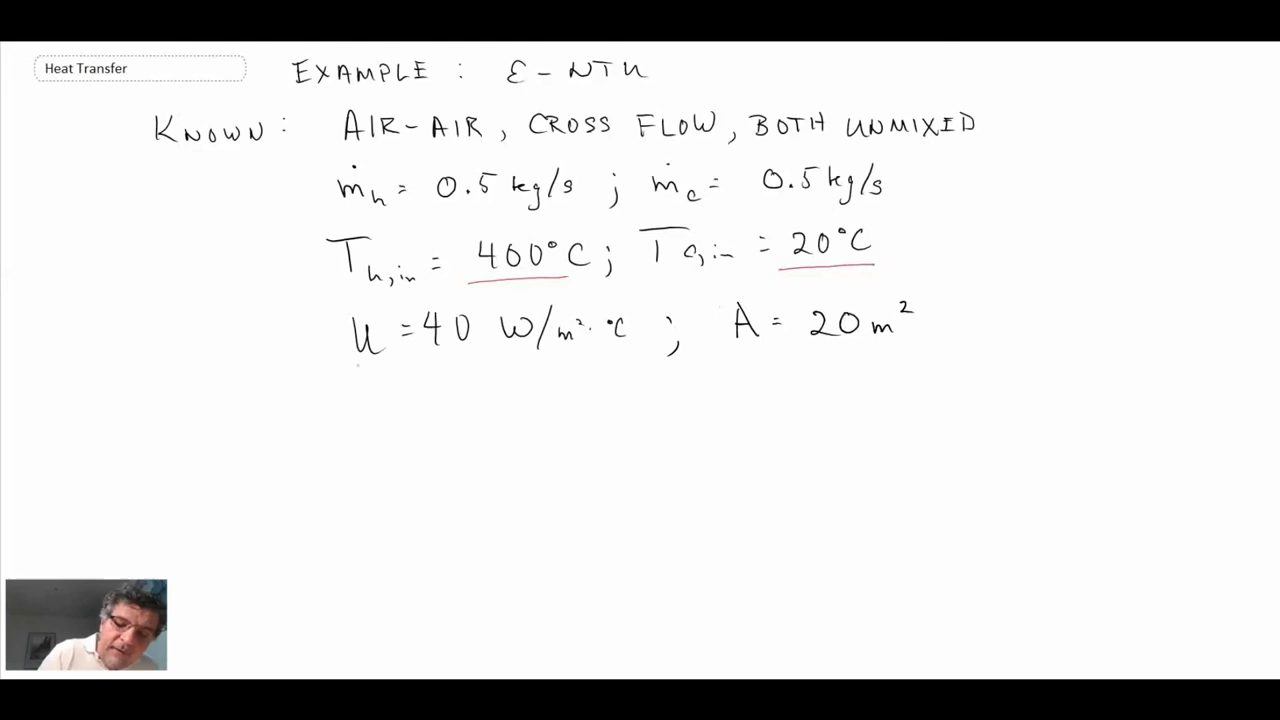 Heat Transfer
EXAMPLE : ε - NTU
KNOWN : AIR-AIR, CROSS FLOW, BOTH UNMIXED
ṁh = 0.5 kg/s ; ṁc = 0.5 kg/s
Th,in = 400°C ; Tc,in = 20°C
U = 40 W/m²·°C ; A = 20 m²